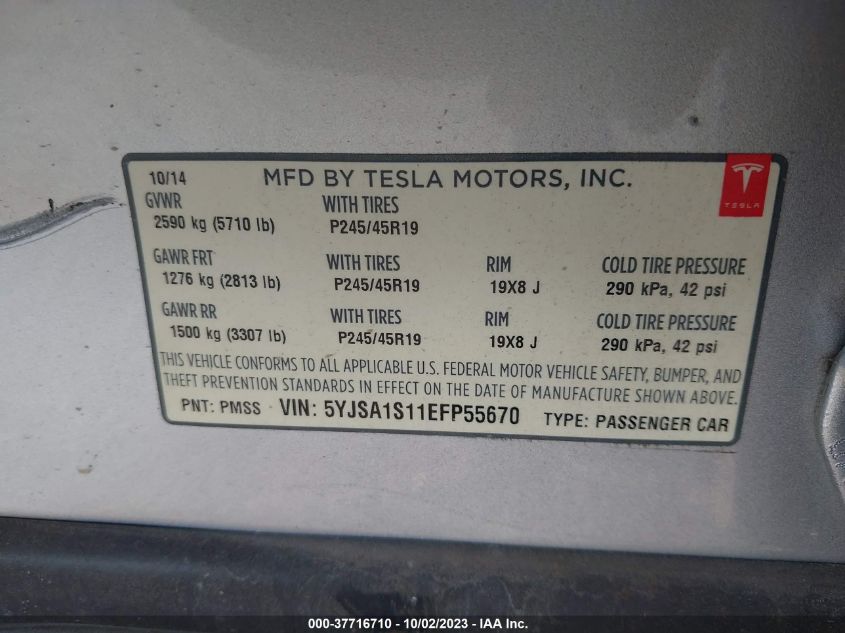 10/14 MFD BY TESLA MOTORS, INC.
TESLA
GVWR WITH TIRES
2590 kg (5710 lb) P245/45R19
GAWR FRT WITH TIRES RIM COLD TIRE PRESSURE
1276 kg (2813 lb) P245/45R19 19X8 J 290 kPa, 42 psi
GAWR RR WITH TIRES RIM COLD TIRE PRESSURE
1500 kg (3307 lb) P245/45R19 19X8 J 290 kPa, 42 psi
THIS VEHICLE CONFORMS TO ALL APPLICABLE U.S. FEDERAL MOTOR VEHICLE SAFETY, BUMPER, AND
THEFT PREVENTION STANDARDS IN EFFECT ON THE DATE OF MANUFACTURE SHOWN ABOVE.
PNT: PMSS VIN: 5YJSA1S11EFP55670 TYPE: PASSENGER CAR
000-37716710 - 10/02/2023 - IAA Inc.